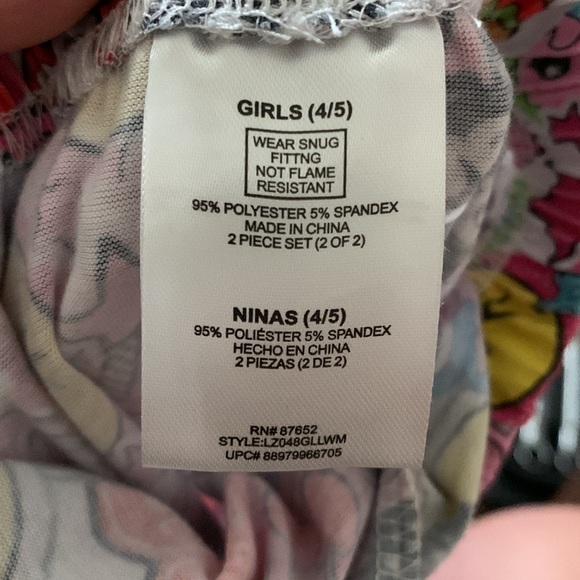 GIRLS (4/5)
WEAR SNUG
FITTNG
NOT FLAME
RESISTANT
95% POLYESTER 5% SPANDEX
MADE IN CHINA
2 PIECE SET (2 OF 2)
NINAS (4/5)
95% POLIÉSTER 5% SPANDEX
HECHO EN CHINA
2 PIEZAS (2 DE 2)
RN# 87652
STYLE:LZ048GLLWM
UPC# 88979966705